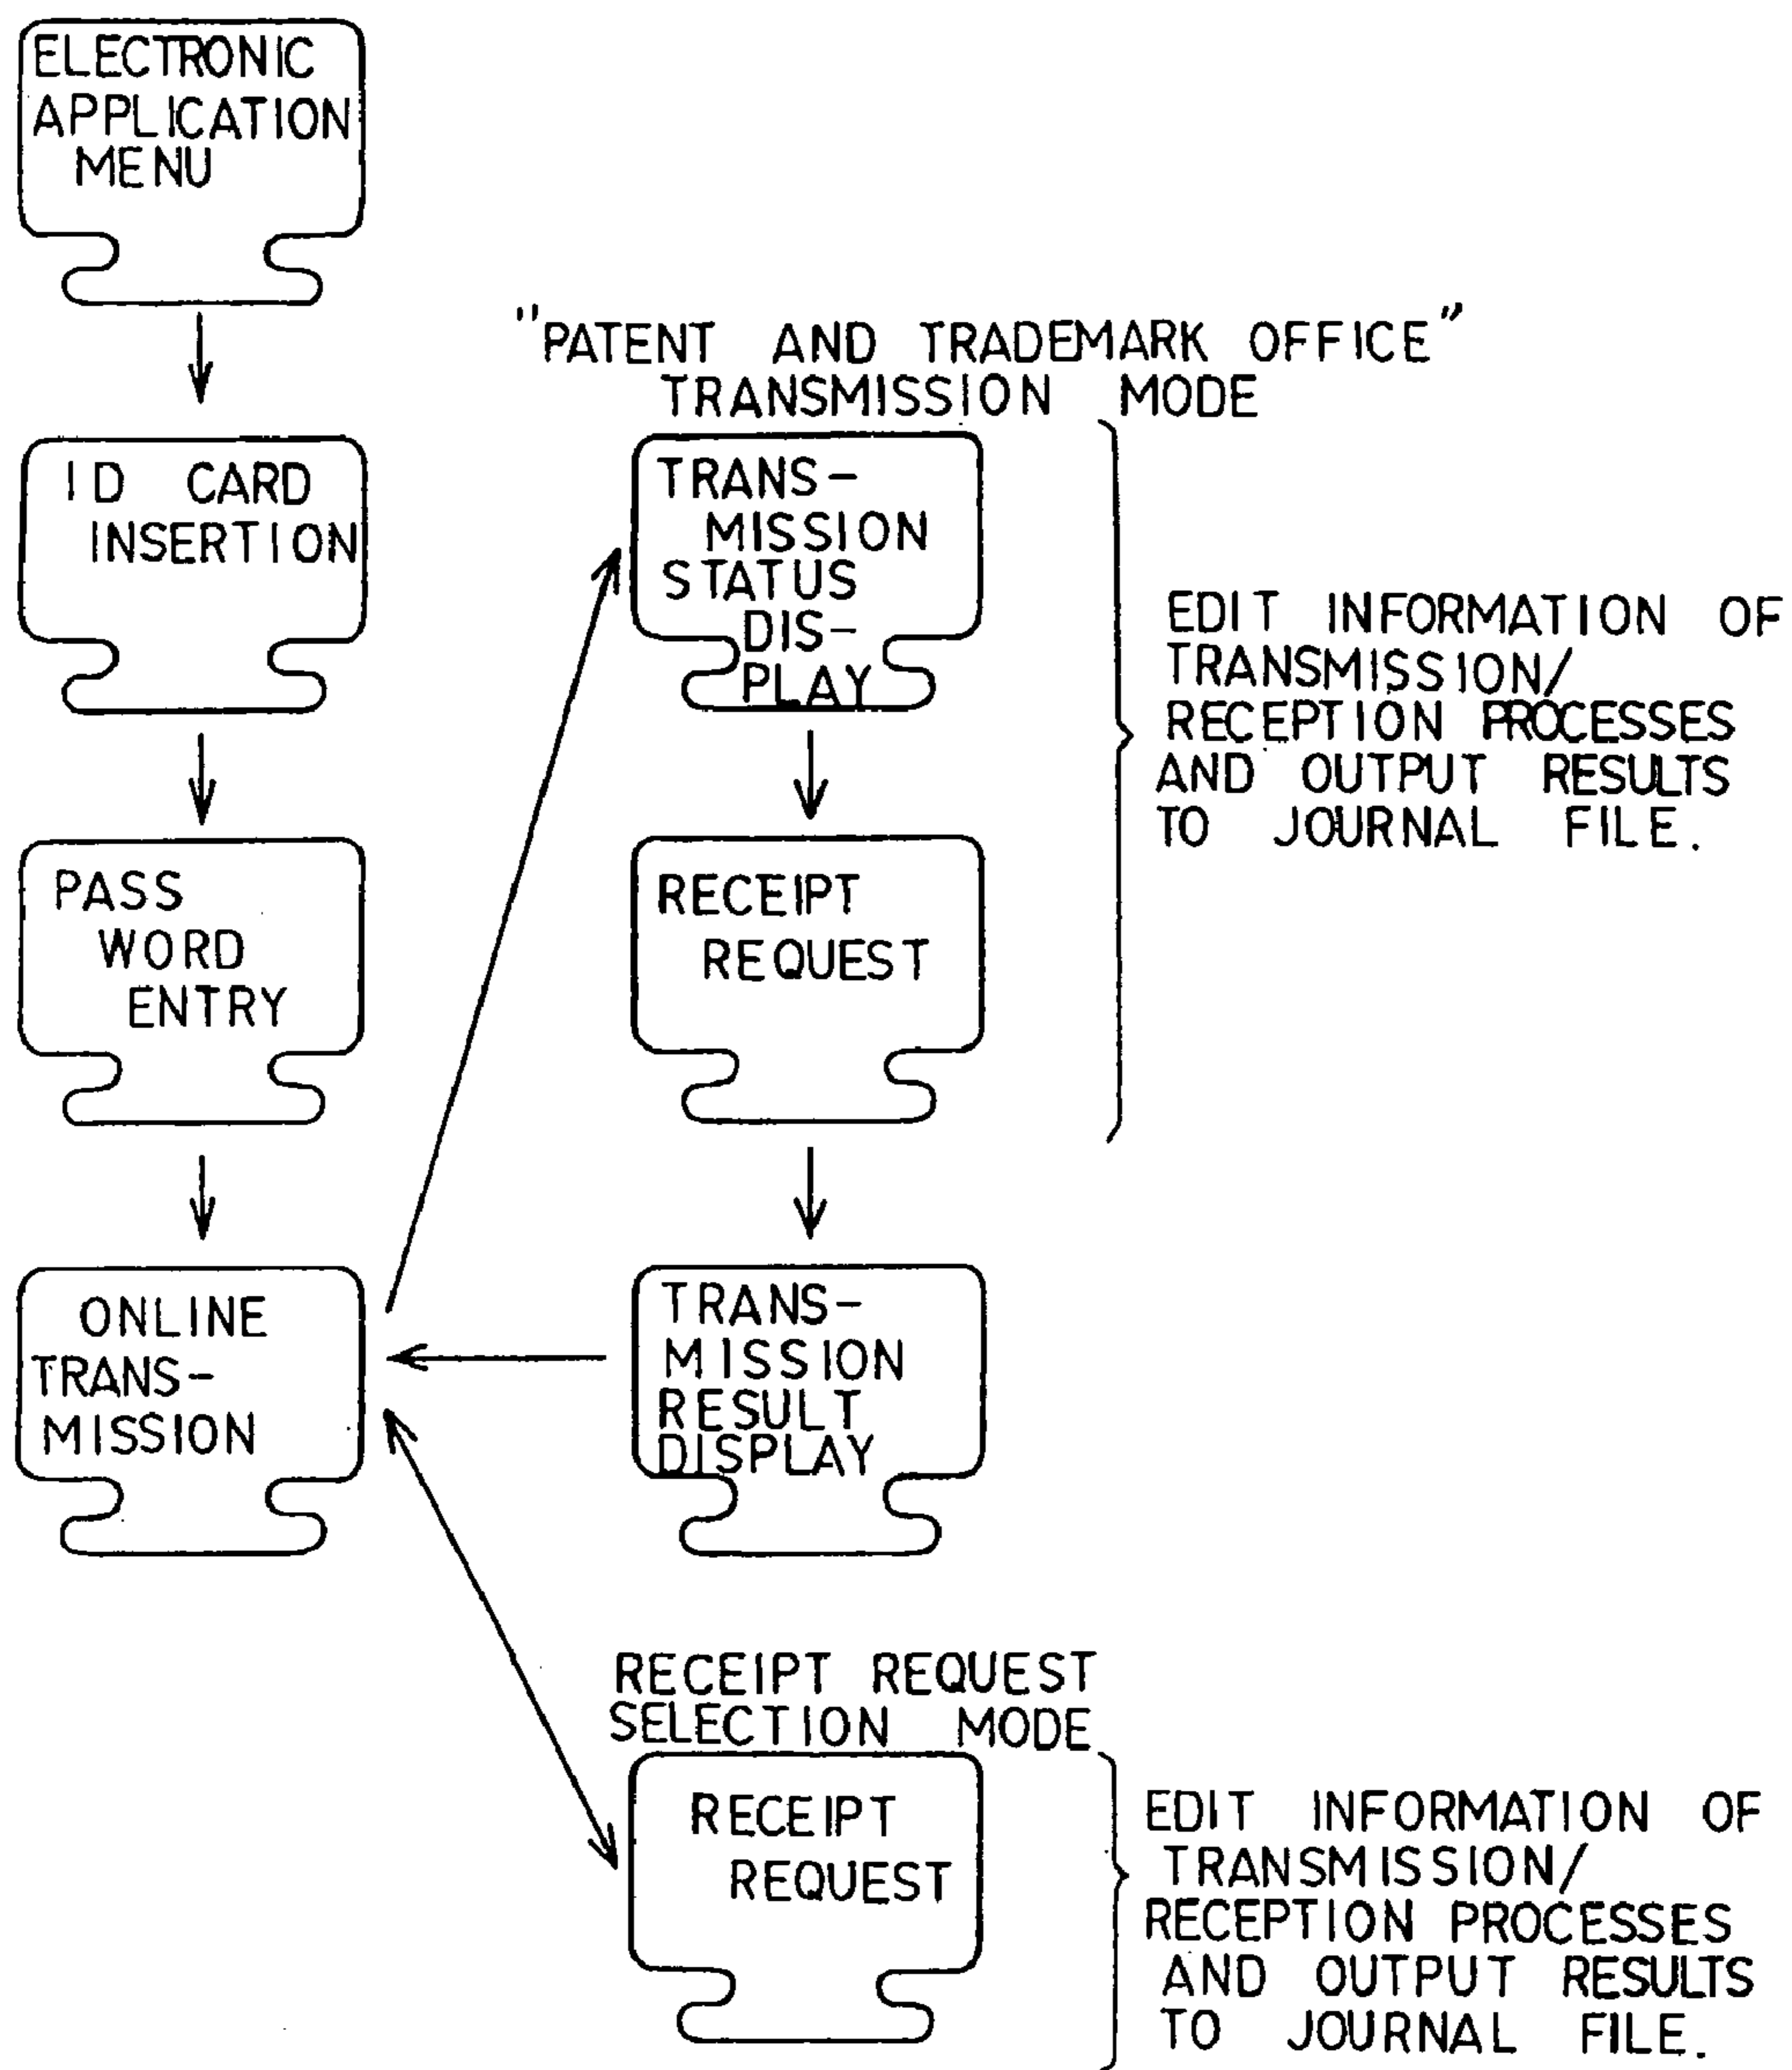 ELECTRONIC
APPLICATION
MENU
ID CARD
INSERTION
PASS
WORD
ENTRY
ONLINE
TRANS-
MISSION
"PATENT AND TRADEMARK OFFICE"
TRANSMISSION MODE
TRANS-
MISSION
STATUS
DIS-
PLAY
RECEIPT
REQUEST
TRANS-
MISSION
RESULT
DISPLAY
EDIT INFORMATION OF
TRANSMISSION/
RECEPTION PROCESSES
AND OUTPUT RESULTS
TO JOURNAL FILE.
RECEIPT REQUEST
SELECTION MODE
RECEIPT
REQUEST
EDIT INFORMATION OF
TRANSMISSION/
RECEPTION PROCESSES
AND OUTPUT RESULTS
TO JOURNAL FILE.